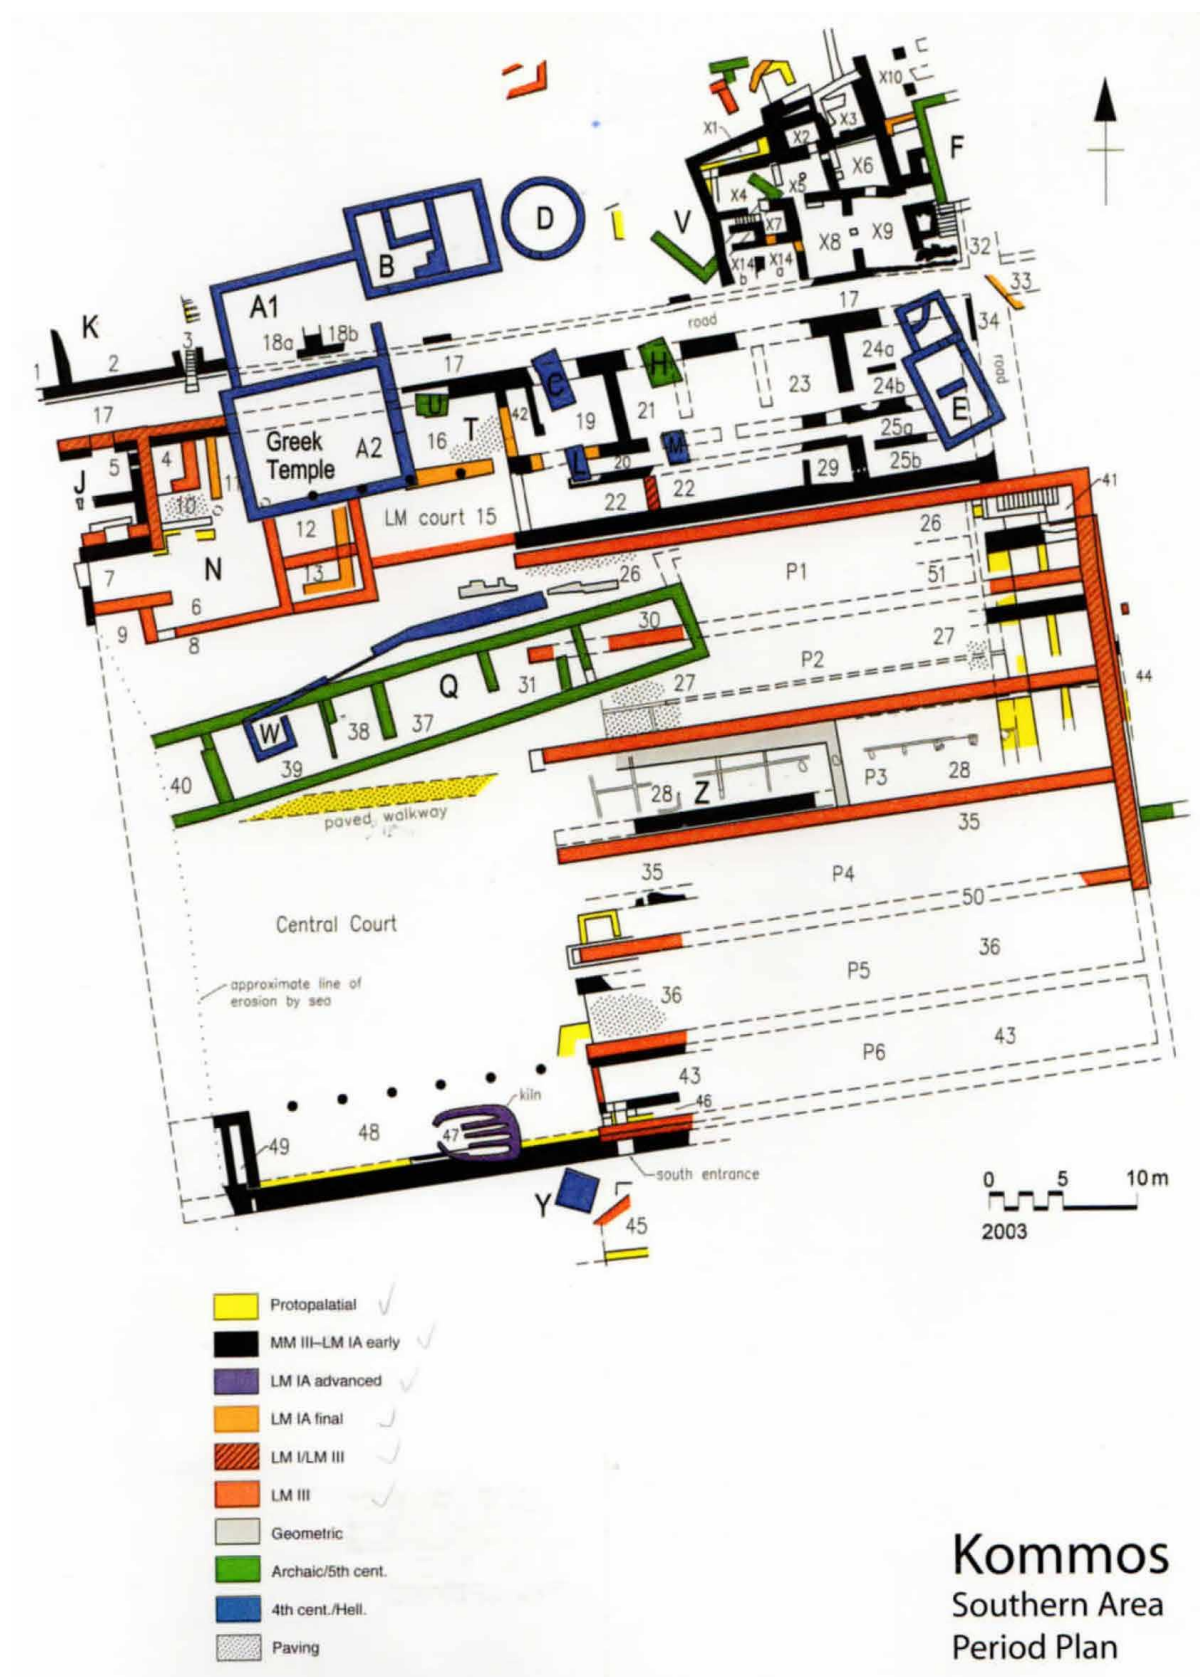 X10
X1
X2
X3
F
X6
X4
X5
V
X7
X8
X9
X14
b
X14
a
D
B
A1
K
32
33
3
18a
18b
road
17
34
1
2
17
24a
road
17
H
C
23
U
42
19
21
24b
E
16
T
Greek
Temple
A2
M
25a
5
4
11
J
L
20
25b
29
10
22
22
41
12
LM court 15
26
N
13
26
P1
51
7
6
9
8
30
27
P2
Q
31
27
44
W
38
37
39
40
28
Z
P3
28
paved walkway
35
35
P4
Central Court
50
36
approximate line of
erosion by sea
P5
36
43
P6
43
kiln
46
48
47
49
south entrance
Y
45
0 5 10 m
2003
Protopalatial
MM III–LM IA early
LM IA advanced
LM IA final
LM I/LM III
LM III
Geometric
Archaic/5th cent.
4th cent./Hell.
Paving
Kommos
Southern Area
Period Plan